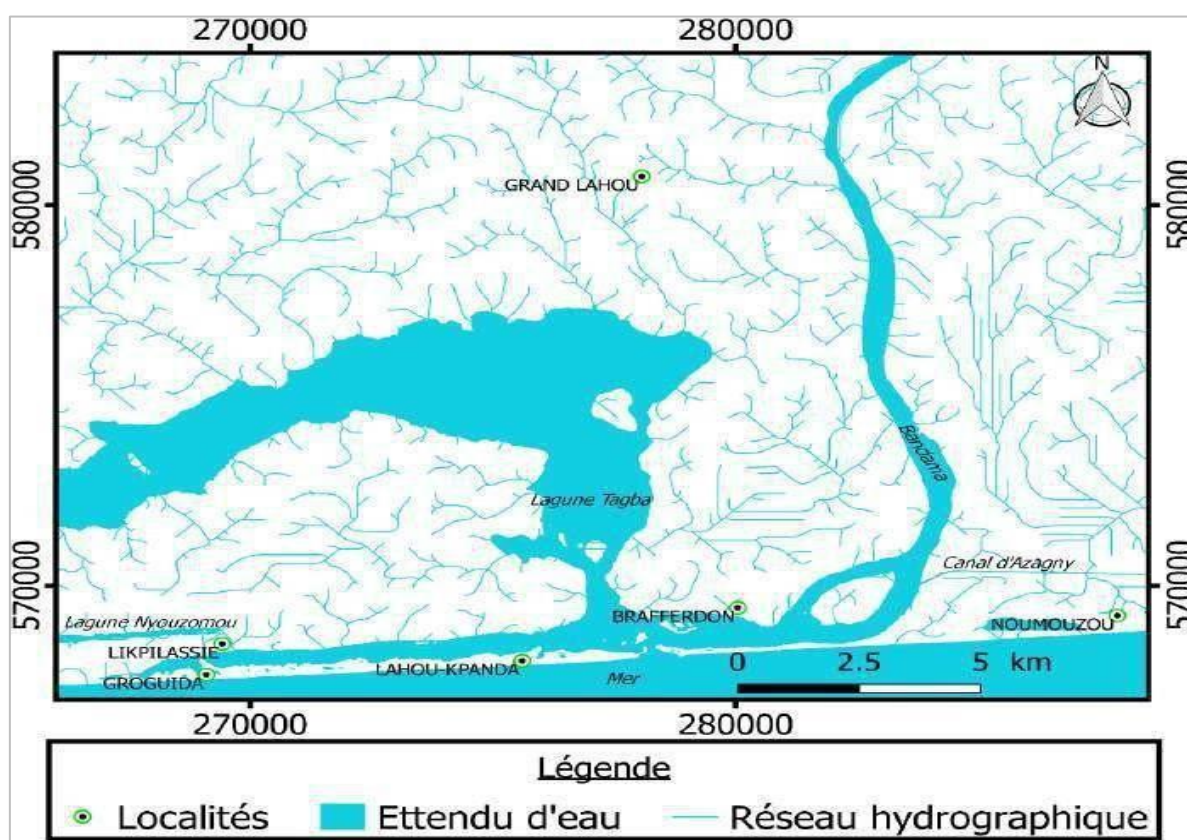 270000 280000
N
GRAND LAHOU
580000 580000
Bandama
Lagune Tagba
Canal d'Azagny
570000 570000
BRAFFERDON
NOUMOUZOU
Lagune Nyouzomou
LIKPILASSIE
LAHOU-KPANDA
GROGUIDA
Mer
0 2.5 5 km
270000 280000
Légende
Localités Ettendu d'eau Réseau hydrographique